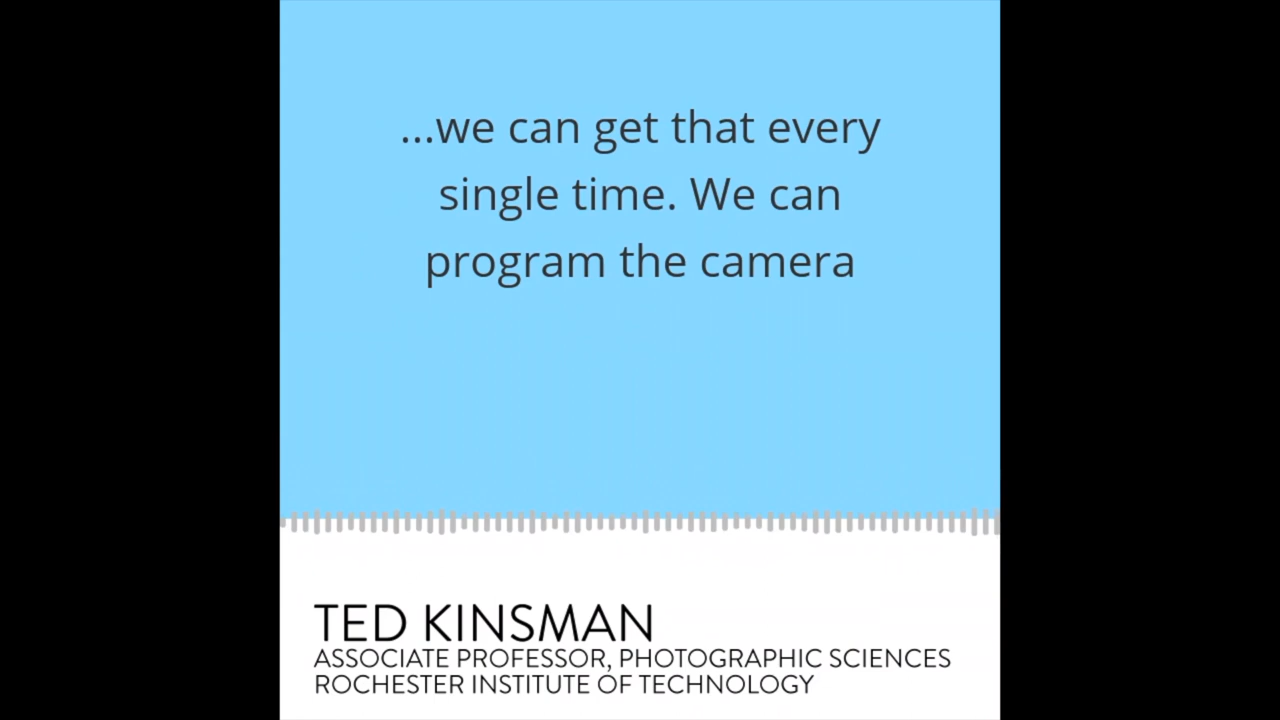 ...we can get that every
single time. We can
program the camera
TED KINSMAN
ASSOCIATE PROFESSOR, PHOTOGRAPHIC SCIENCES
ROCHESTER INSTITUTE OF TECHNOLOGY